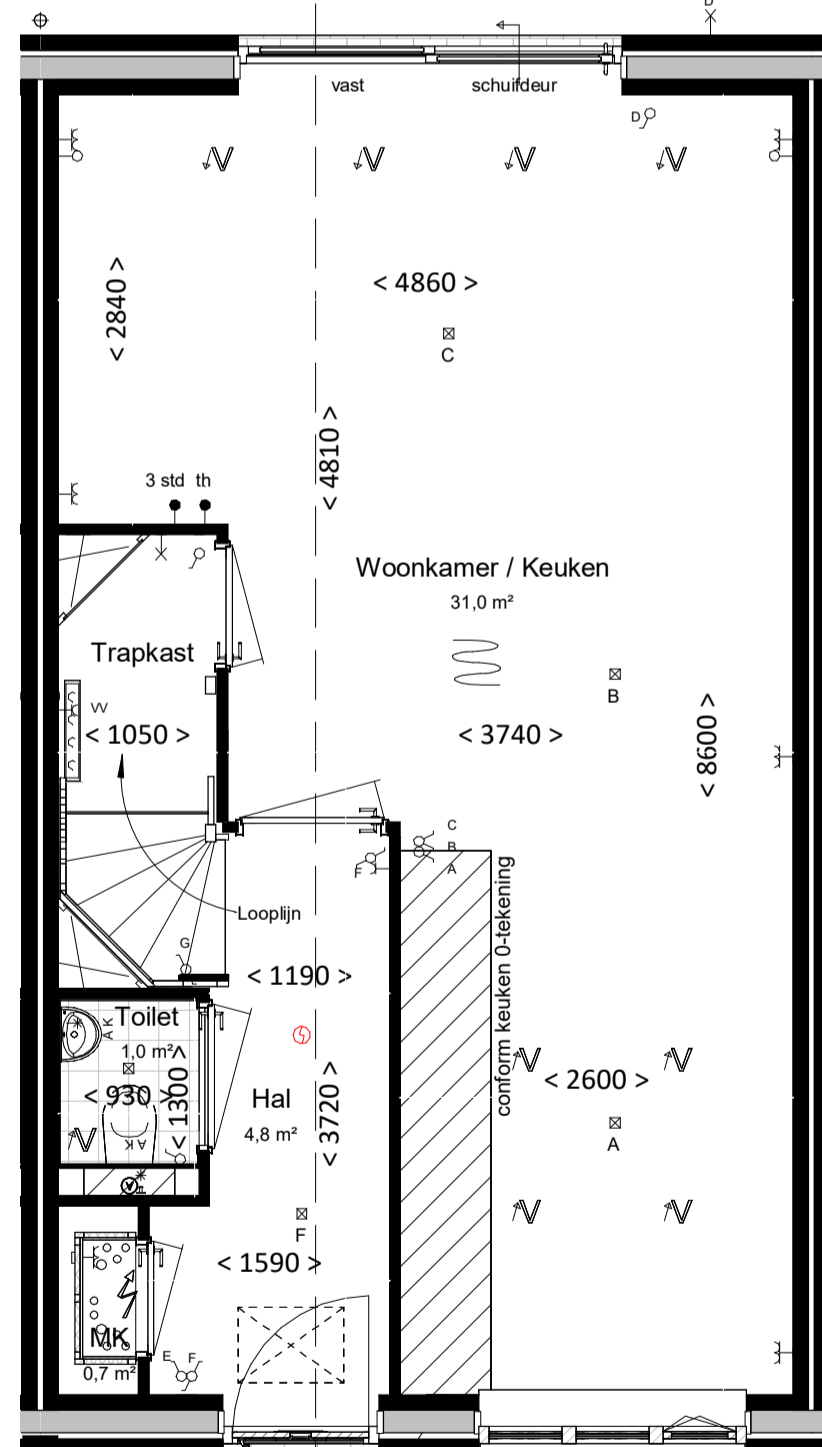 D
vast
schuifdeur
D
< 4860 >
< 2840 >
C
< 4810 >
3 std th
Woonkamer / Keuken
31,0 m²
Trapkast
B
VV
< 1050 >
< 3740 >
< 8600 >
C
B
A
F
conform keuken 0-tekening
Looplijn
G
< 1190 >
Toilet
A K
1,0 m²
< 930 >
< 1300 >
Hal
4,8 m²
< 3720 >
< 2600 >
A
A K
F
< 1590 >
MK
0,7 m²
E F